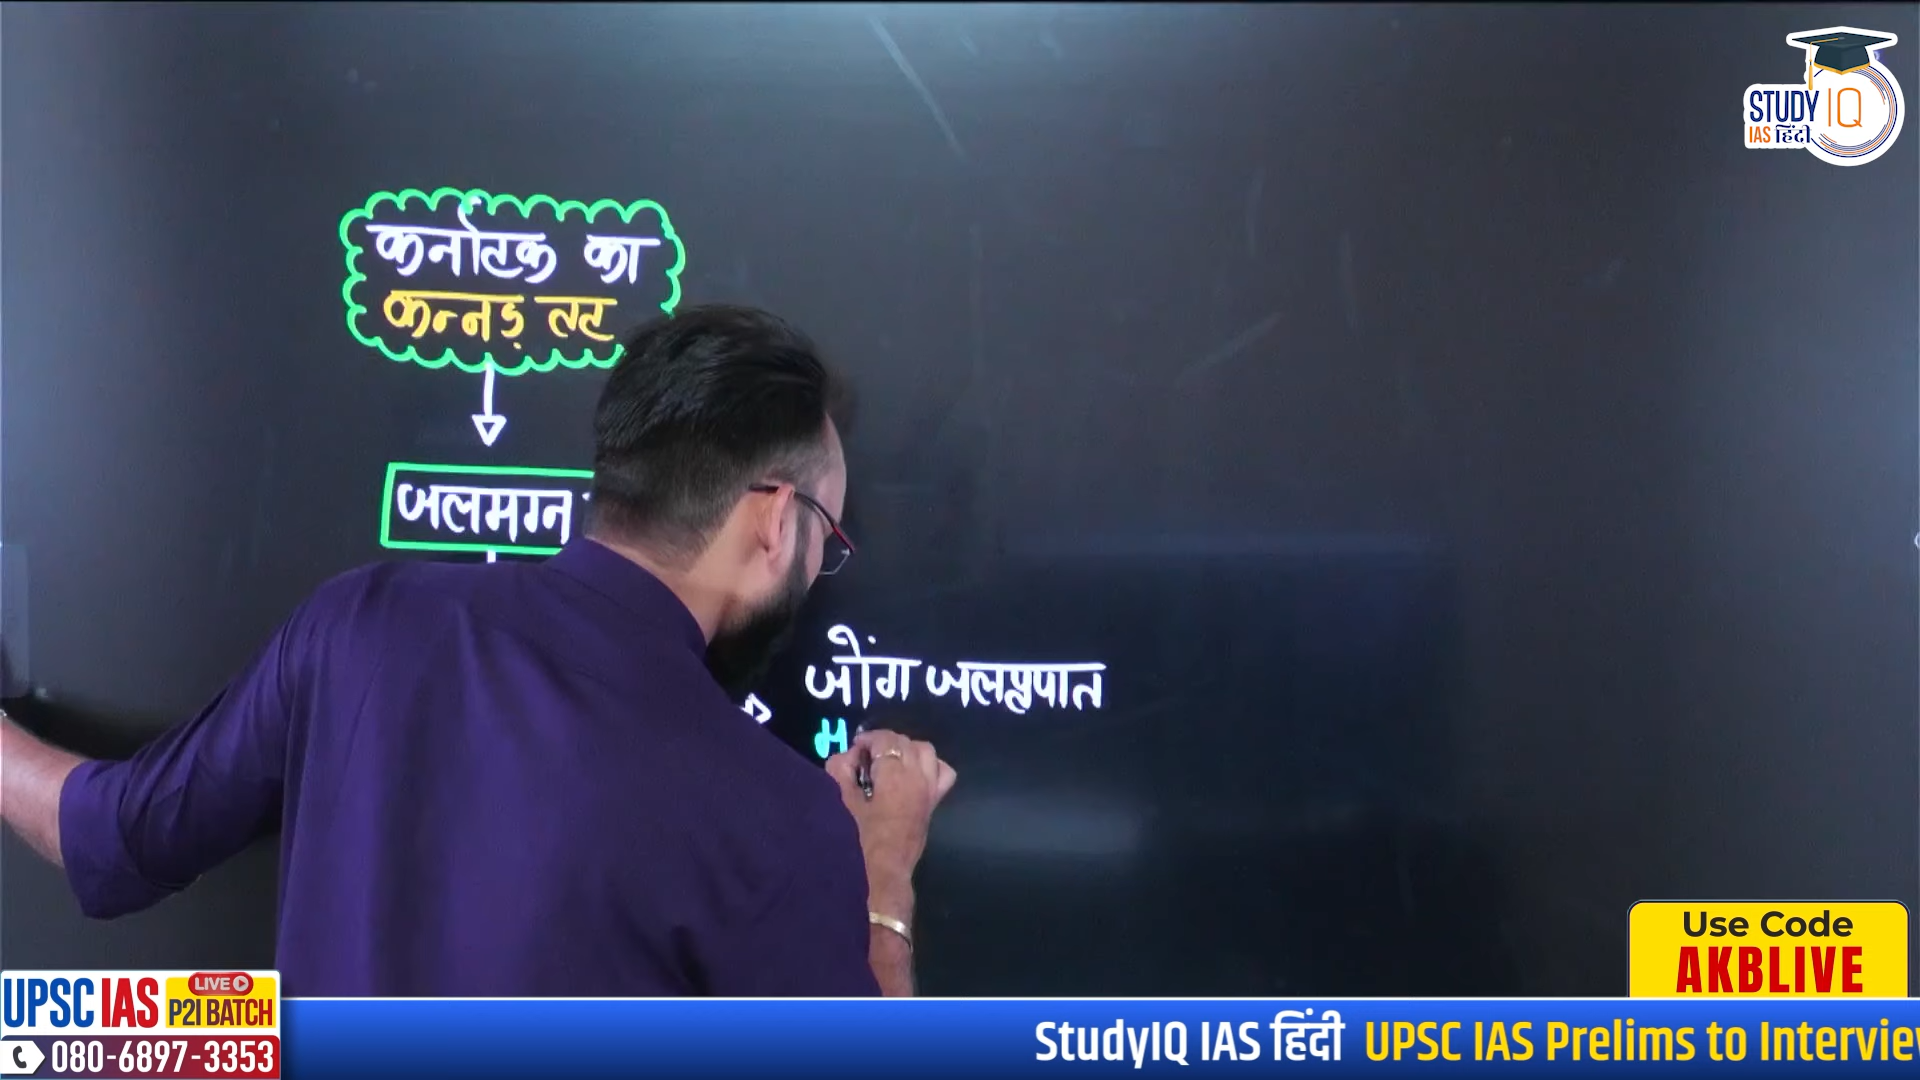 STUDY IQ
IAS हिंदी
कर्नाटक का
कन्नड़ तट
जलमग्न
जोंग जलप्रपात
म
Use Code
AKBLIVE
UPSC IAS LIVE P2I BATCH
080-6897-3353
StudyIQ IAS हिंदी UPSC IAS Prelims to Intervie